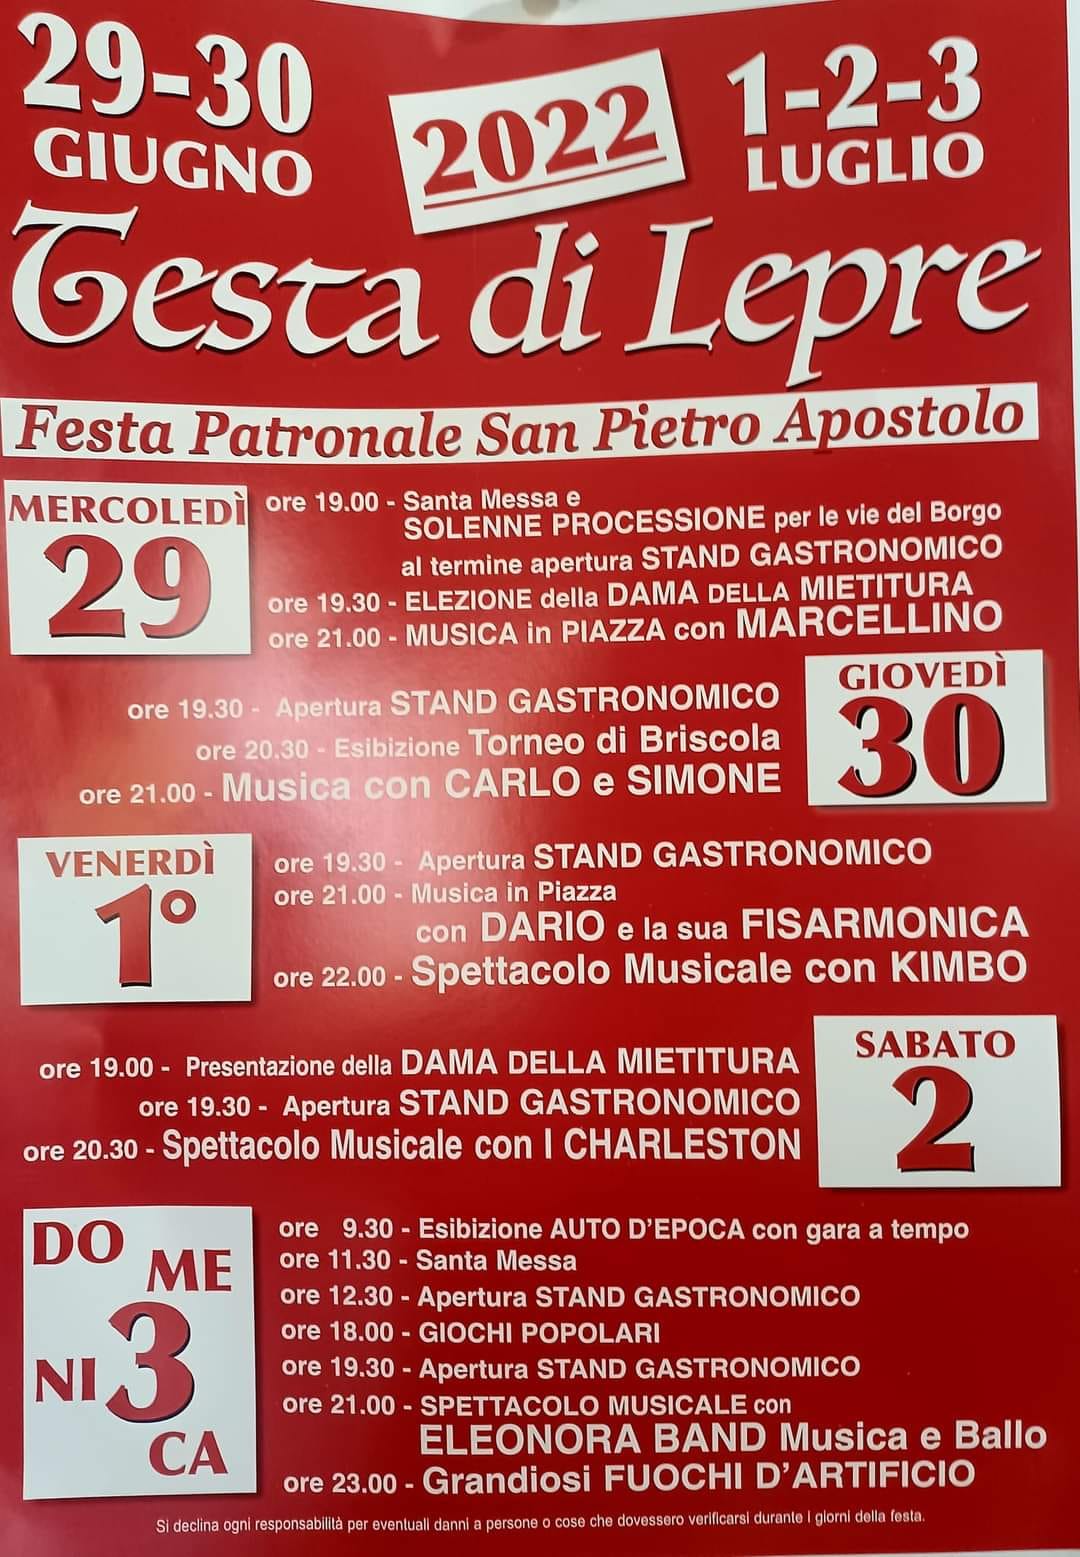 29-30
GIUGNO
2022
1-2-3
LUGLIO
Testa di Lepre
Festa Patronale San Pietro Apostolo
MERCOLEDÌ
29
ore 19.00 - Santa Messa e
SOLENNE PROCESSIONE per le vie del Borgo
al termine apertura STAND GASTRONOMICO
ore 19.30 - ELEZIONE della DAMA DELLA MIETITURA
ore 21.00 - MUSICA in PIAZZA con MARCELLINO
GIOVEDÌ
30
ore 19.30 - Apertura STAND GASTRONOMICO
ore 20.30 - Esibizione Torneo di Briscola
ore 21.00 - Musica con CARLO e SIMONE
VENERDÌ
1°
ore 19.30 - Apertura STAND GASTRONOMICO
ore 21.00 - Musica in Piazza
con DARIO e la sua FISARMONICA
ore 22.00 - Spettacolo Musicale con KIMBO
SABATO
2
ore 19.00 - Presentazione della DAMA DELLA MIETITURA
ore 19.30 - Apertura STAND GASTRONOMICO
ore 20.30 - Spettacolo Musicale con I CHARLESTON
DO
ME
NI 3
CA
ore 9.30 - Esibizione AUTO D'EPOCA con gara a tempo
ore 11.30 - Santa Messa
ore 12.30 - Apertura STAND GASTRONOMICO
ore 18.00 - GIOCHI POPOLARI
ore 19.30 - Apertura STAND GASTRONOMICO
ore 21.00 - SPETTACOLO MUSICALE con
ELEONORA BAND Musica e Ballo
ore 23.00 - Grandiosi FUOCHI D'ARTIFICIO
Si declina ogni responsabilità per eventuali danni a persone o cose che dovessero verificarsi durante i giorni della festa.